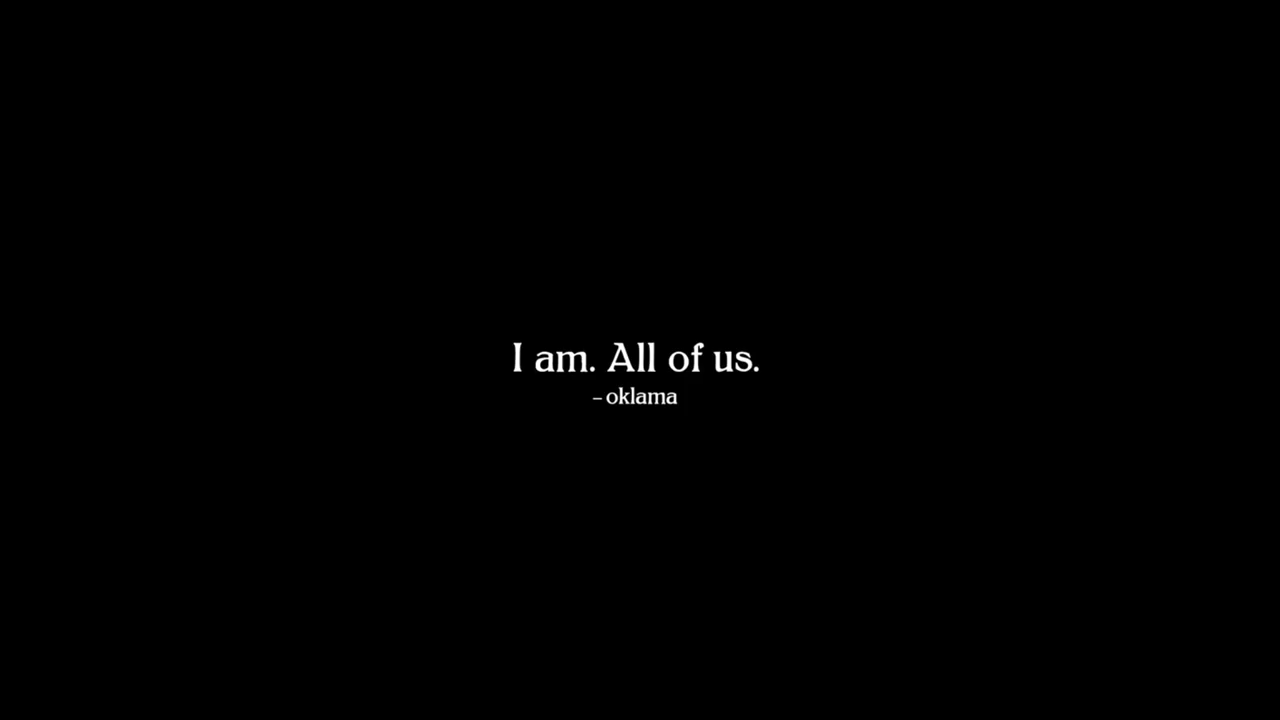 I am. All of us.
– oklama